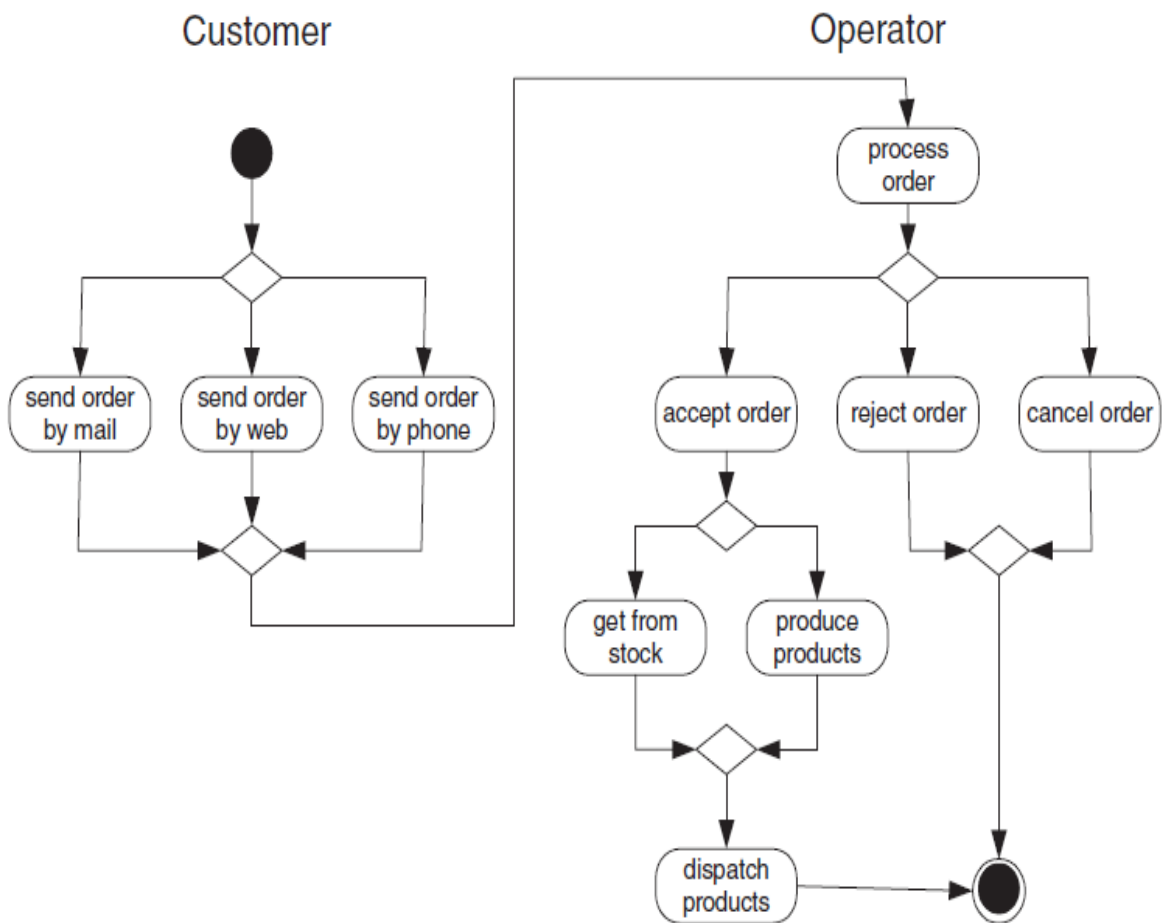 Customer
Operator
process
order
send order
by mail
send order
by web
send order
by phone
accept order
reject order
cancel order
get from
stock
produce
products
dispatch
products